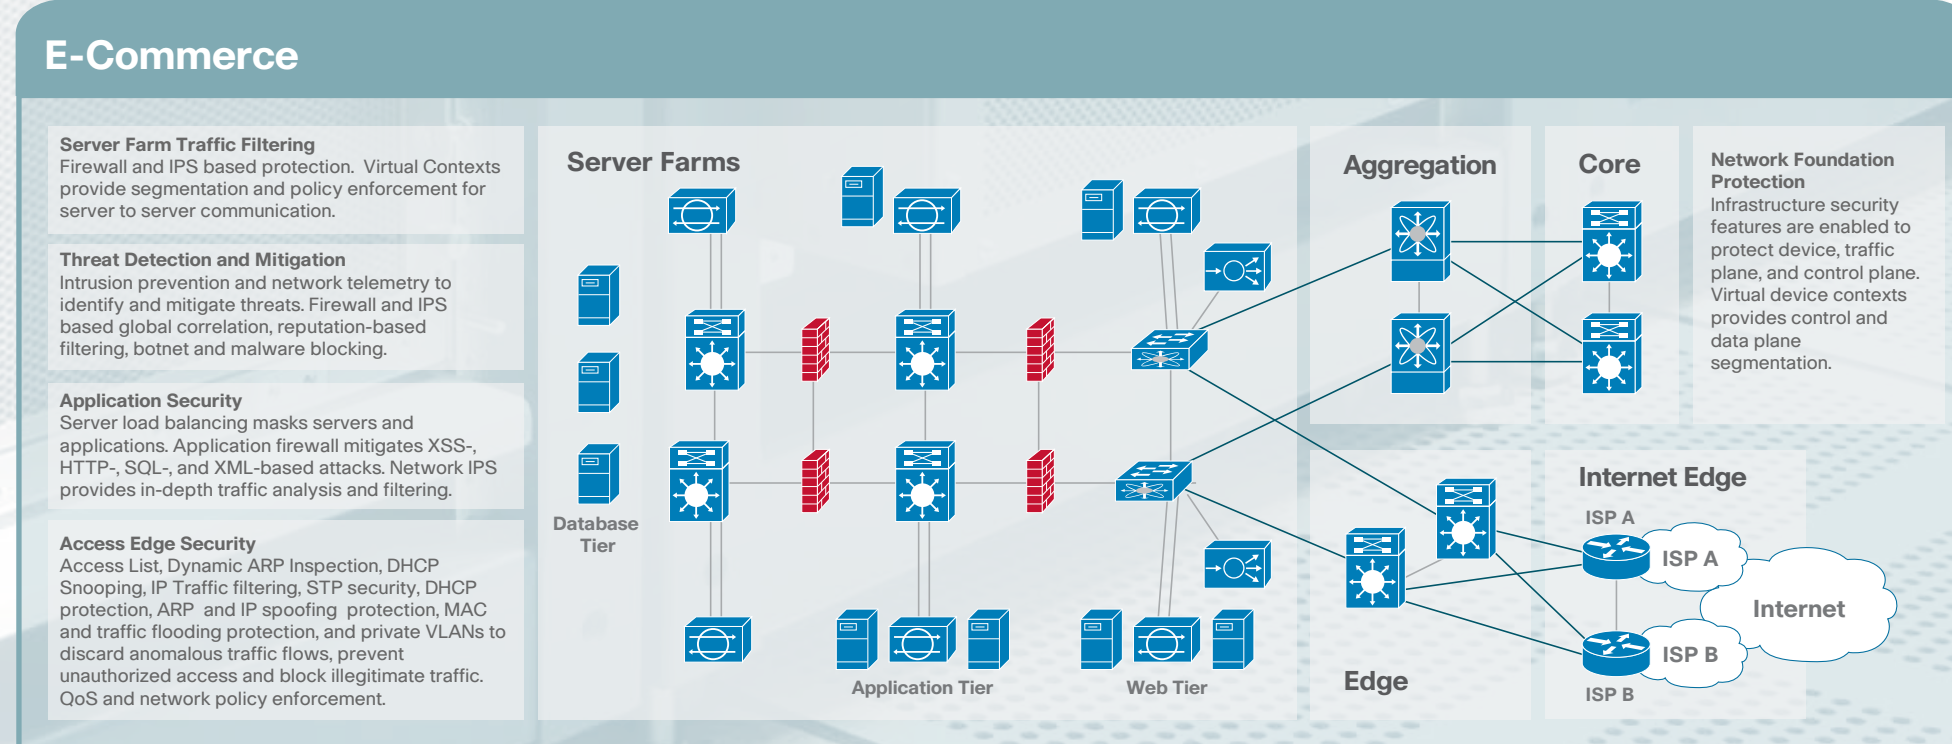 E-Commerce
Server Farm Traffic Filtering
Firewall and IPS based protection.  Virtual Contexts
provide segmentation and policy enforcement for
server to server communication.
Threat Detection and Mitigation
Intrusion prevention and network telemetry to
identify and mitigate threats. Firewall and IPS
based global correlation, reputation-based
filtering, botnet and malware blocking.
Application Security
Server load balancing masks servers and
applications. Application firewall mitigates XSS-,
HTTP-, SQL-, and XML-based attacks. Network IPS
provides in-depth traffic analysis and filtering.
Access Edge Security
Access List, Dynamic ARP Inspection, DHCP
Snooping, IP Traffic filtering, STP security, DHCP
protection, ARP  and IP spoofing  protection, MAC
and traffic flooding protection, and private VLANs to
discard anomalous traffic flows, prevent
unauthorized access and block illegitimate traffic.
QoS and network policy enforcement.
Server Farms
Database
Tier
Application Tier
Web Tier
Aggregation
Core
Network Foundation
Protection
Infrastructure security
features are enabled to
protect device, traffic
plane, and control plane.
Virtual device contexts
provides control and
data plane
segmentation.
Edge
Internet Edge
ISP A
ISP A
Internet
ISP B
ISP B